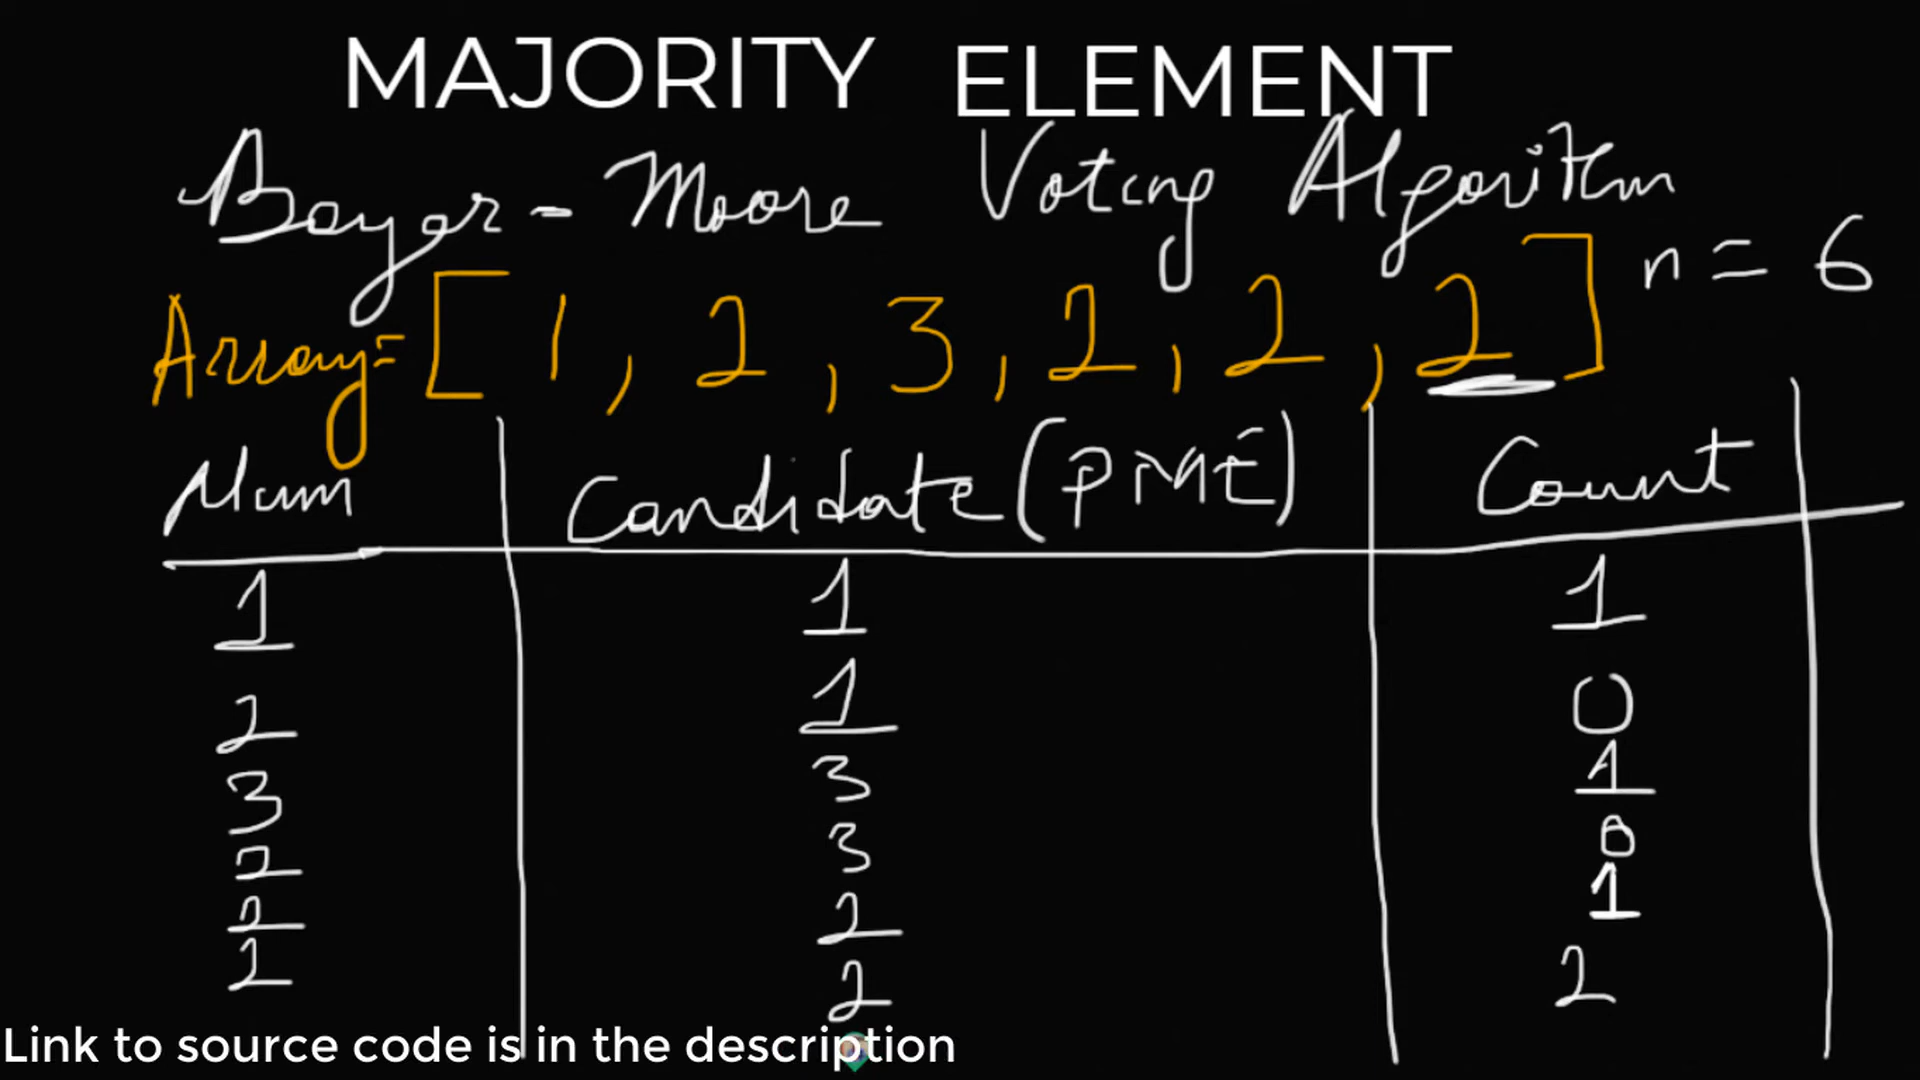 MAJORITY ELEMENT
Boyer - Moore Voting Algorithm
n = 6
Array = [ 1, 2, 3, 2, 2, 2 ]
Num Candidate (PME) Count
1 1 1
2 1 0
3 3 1
2 3 0
2 2 1
2 2 2
Link to source code is in the description